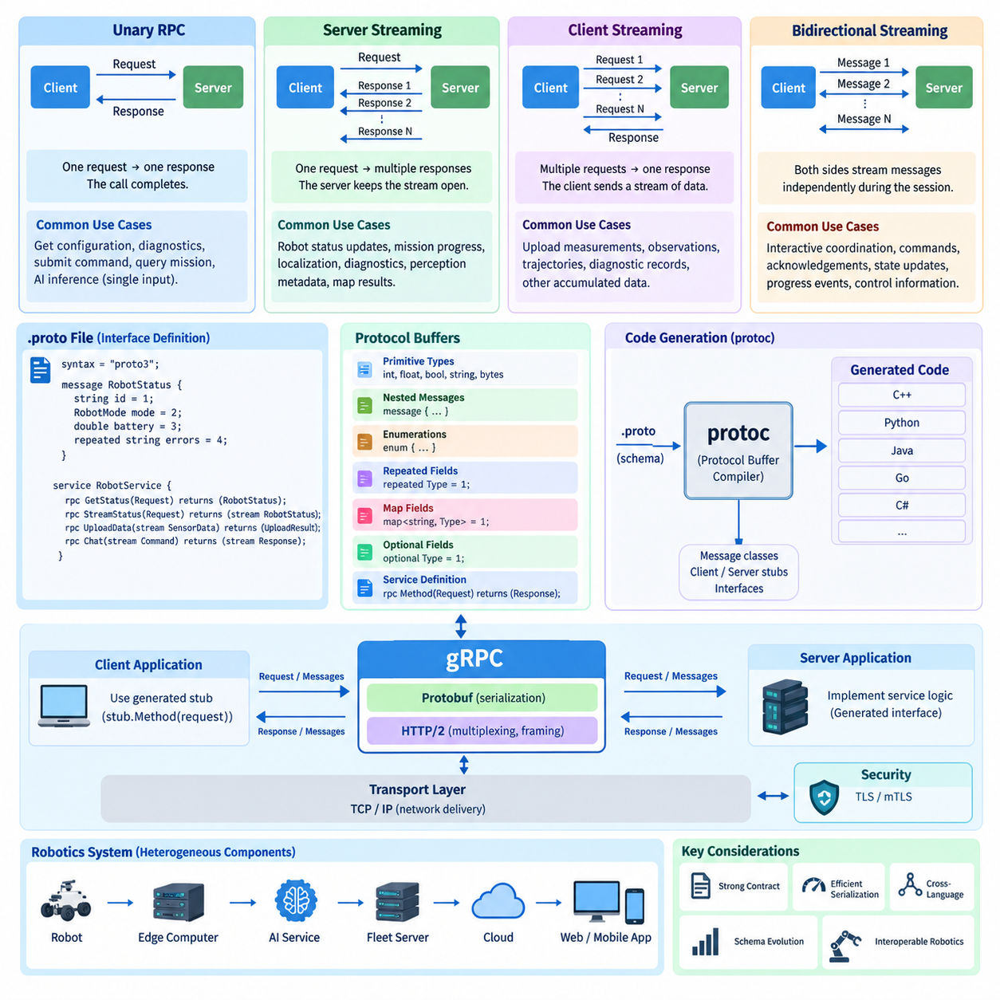 Unary RPC
Client
Request
Response
Server
One request → one response
The call completes.
Common Use Cases
Get configuration, diagnostics,
submit command, query mission,
AI inference (single input).
Server Streaming
Client
Request
Response 1
Response 2
⋮
Response N
Server
One request → multiple responses
The server keeps the stream open.
Common Use Cases
Robot status updates, mission progress,
localization, diagnostics, perception
metadata, map results.
Client Streaming
Client
Request 1
Request 2
⋮
Request N
Response
Server
Multiple requests → one response
The client sends a stream of data.
Common Use Cases
Upload measurements, observations,
trajectories, diagnostic records,
other accumulated data.
Bidirectional Streaming
Client
Message 1
Message 2
⋮
Message N
Server
Both sides stream messages
independently during the session.
Common Use Cases
Interactive coordination, commands,
acknowledgements, state updates,
progress events, control information.
.proto File (Interface Definition)
syntax = "proto3";
message RobotStatus {
string id = 1;
RobotMode mode = 2;
double battery = 3;
repeated string errors = 4;
}
service RobotService {
rpc GetStatus(Request) returns (RobotStatus);
rpc StreamStatus(Request) returns (stream RobotStatus);
rpc UploadData(stream SensorData) returns (UploadResult);
rpc Chat(stream Command) returns (stream Response);
}
Protocol Buffers
Primitive Types
int, float, bool, string, bytes
Nested Messages
message { ... }
Enumerations
enum { ... }
Repeated Fields
repeated Type = 1;
Map Fields
map<string, Type> = 1;
Optional Fields
optional Type = 1;
Service Definition
rpc Method(Request) returns (Response);
Code Generation (protoc)
.proto
(schema)
protoc
(Protocol Buffer
Compiler)
Message classes
Client / Server stubs
Interfaces
Generated Code
C++
Python
Java
Go
C#
...
Client Application
Use generated stub
(stub.Method(request))
Request / Messages
Response / Messages
gRPC
Protobuf (serialization)
HTTP/2 (multiplexing, framing)
Request / Messages
Response / Messages
Server Application
Implement service logic
(Generated interface)
Transport Layer
TCP / IP (network delivery)
Security
TLS / mTLS
Robotics System (Heterogeneous Components)
Robot
Edge Computer
AI Service
Fleet Server
Cloud
Web / Mobile App
Key Considerations
Strong Contract
Efficient
Serialization
Cross-
Language
Schema Evolution
Interoperable Robotics